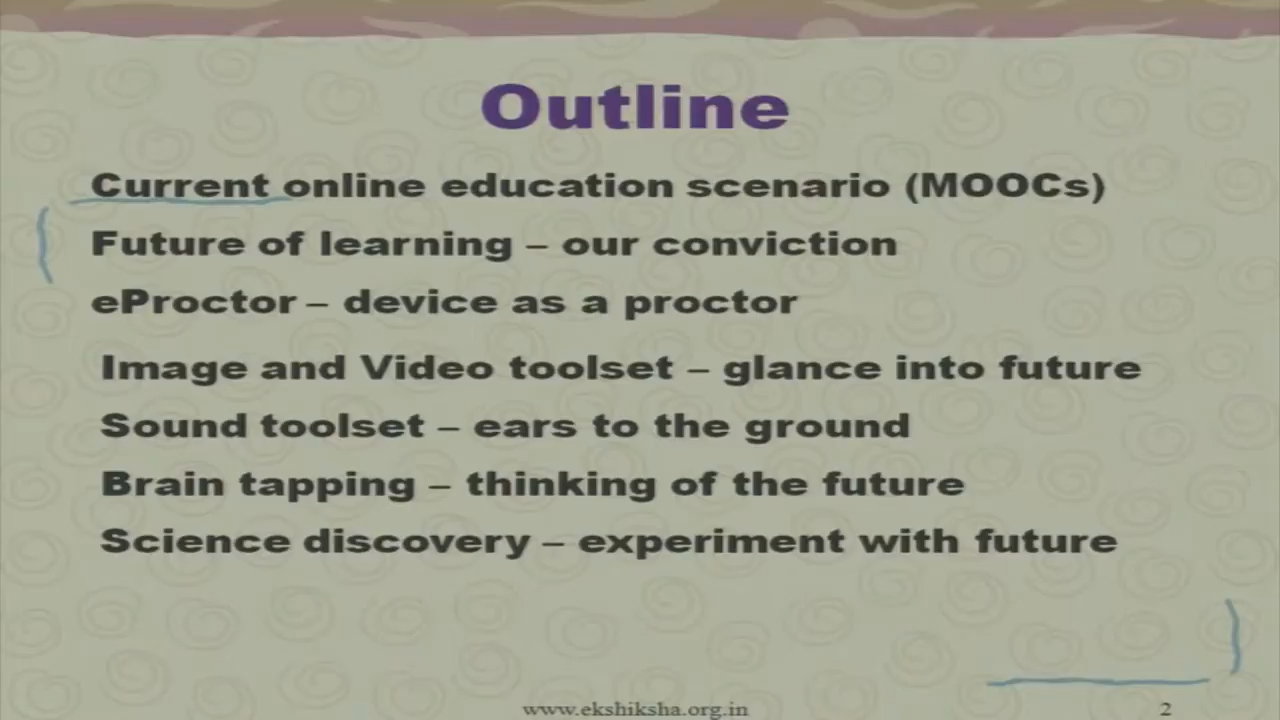 Outline
Current online education scenario (MOOCs)
Future of learning – our conviction
eProctor – device as a proctor
Image and Video toolset – glance into future
Sound toolset – ears to the ground
Brain tapping – thinking of the future
Science discovery – experiment with future
www.ekshiksha.org.in
2